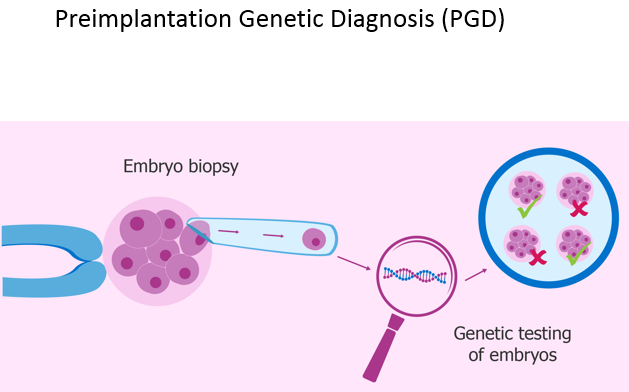 Preimplantation Genetic Diagnosis (PGD)
Embryo biopsy
Genetic testing
of embryos